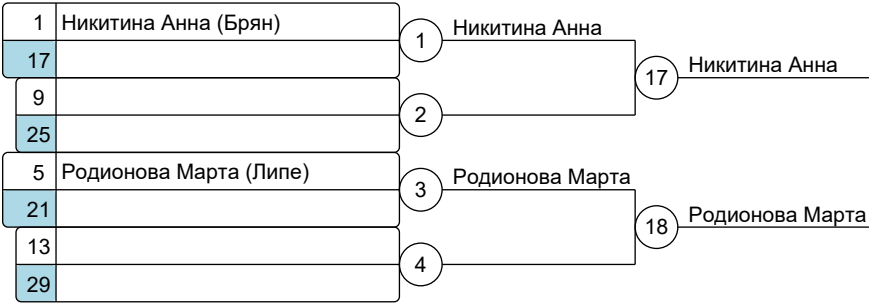 1 Никитина Анна (Брян)
17
9
25
5 Родионова Марта (Липе)
21
13
29
1 Никитина Анна
2
3 Родионова Марта
4
17 Никитина Анна
18 Родионова Марта